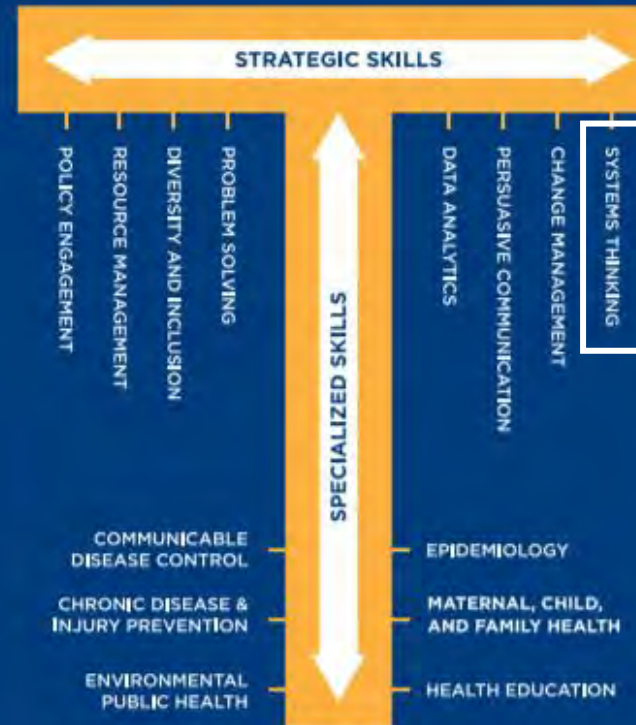 STRATEGIC SKILLS
POLICY ENGAGEMENT
RESOURCE MANAGEMENT
DIVERSITY AND INCLUSION
PROBLEM SOLVING
DATA ANALYTICS
PERSUASIVE COMMUNICATION
CHANGE MANAGEMENT
SYSTEMS THINKING
SPECIALIZED SKILLS
COMMUNICABLE
DISEASE CONTROL
CHRONIC DISEASE &
INJURY PREVENTION
ENVIRONMENTAL
PUBLIC HEALTH
EPIDEMIOLOGY
MATERNAL, CHILD,
AND FAMILY HEALTH
HEALTH EDUCATION